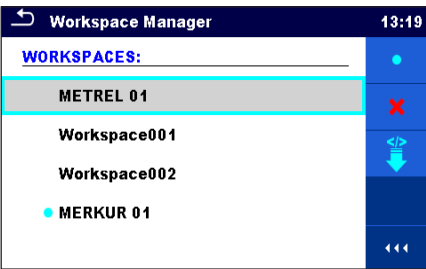 Workspace Manager 13:19
WORKSPACES:
METREL 01
Workspace001
Workspace002
MERKUR 01